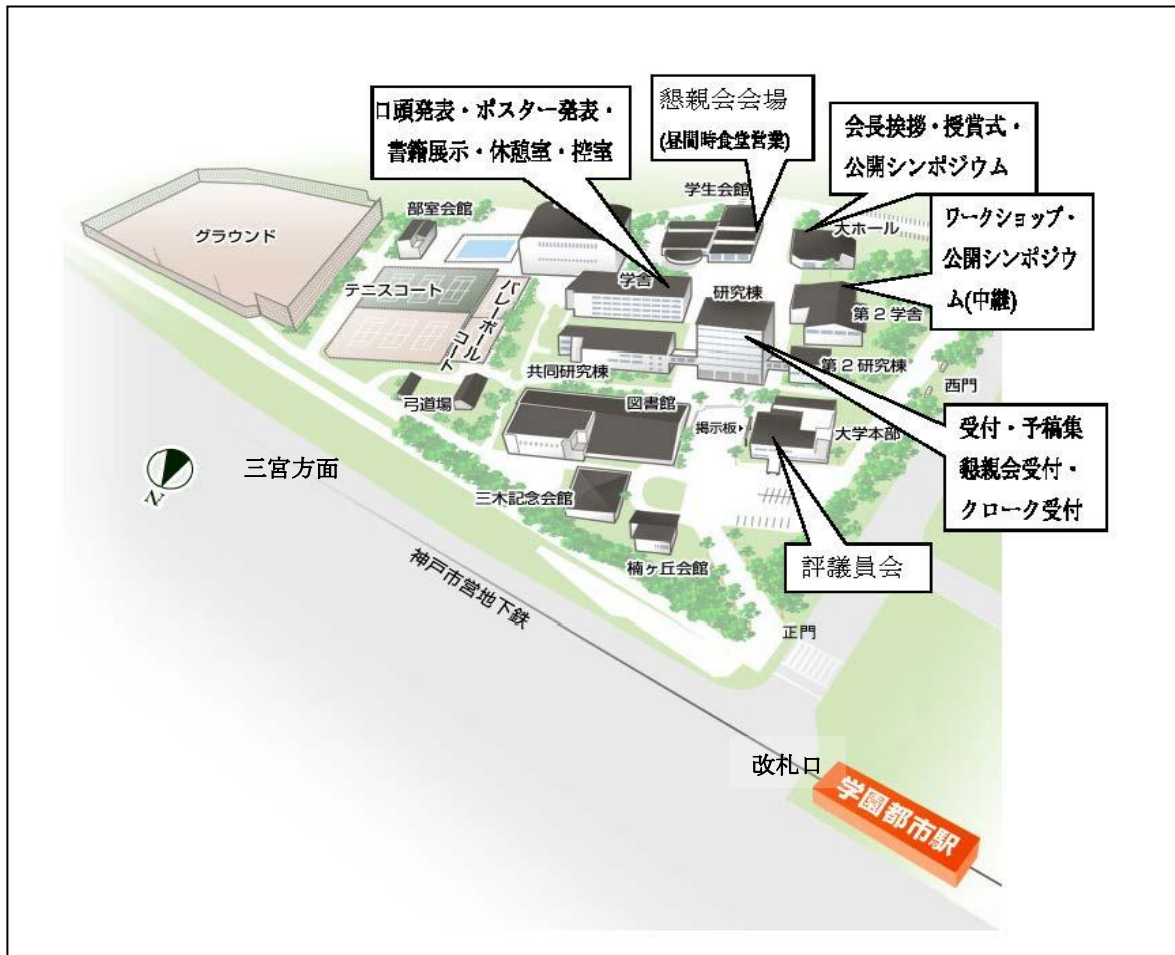 口頭発表・ポスター発表・
書籍展示・休憩室・控室
懇親会会場
(昼間時食堂営業)
会長挨拶・授賞式・
公開シンポジウム
ワークショップ・
公開シンポジウ
ム(中継)
学生会館
大ホール
部室会館
グラウンド
テニスコート
バレーボール
コート
学舎
研究棟
第2学舎
共同研究棟
第2研究棟
西門
弓道場
図書館
掲示板
大学本部
受付・予稿集
懇親会受付・
クローク受付
三宮方面
N
三木記念会館
楠ヶ丘会館
評議員会
神戸市営地下鉄
正門
改札口
学園都市駅